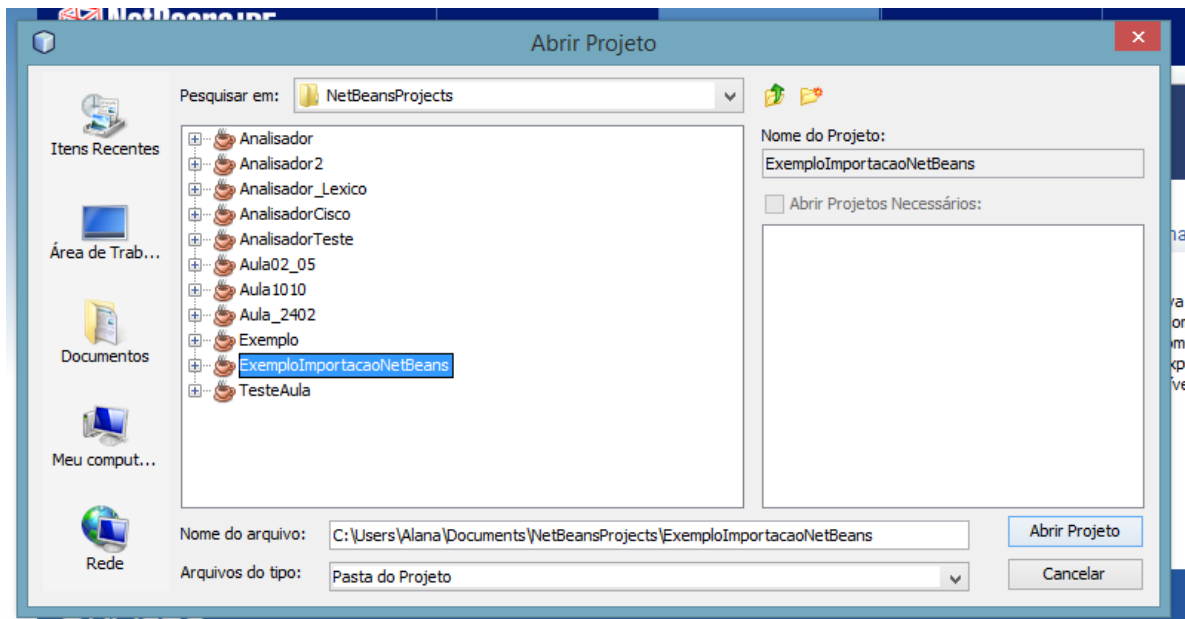 NetBeans IDE
Abrir Projeto
Pesquisar em:
NetBeansProjects
Itens Recentes
Área de Trab...
Documentos
Meu comput...
Rede
Analisador
Analisador2
Analisador_Lexico
AnalisadorCisco
AnalisadorTeste
Aula02_05
Aula1010
Aula_2402
Exemplo
ExemploImportacaoNetBeans
TesteAula
Nome do Projeto:
ExemploImportacaoNetBeans
Abrir Projetos Necessários:
Nome do arquivo:
C:\Users\Alana\Documents\NetBeansProjects\ExemploImportacaoNetBeans
Abrir Projeto
Arquivos do tipo:
Pasta do Projeto
Cancelar